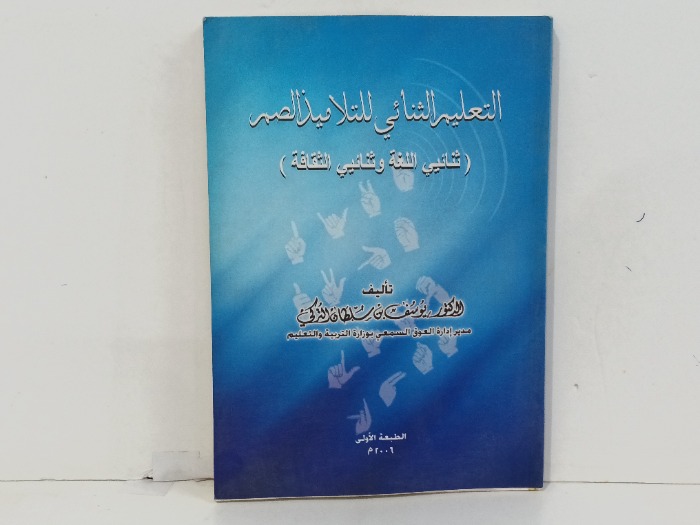 التعليم الثنائي للتلاميذ الصم
( ثنائيي اللغة وثنائيي الثقافة )
تأليف
الدكتور يوسف بن سلطان التركي
مدير إدارة العوق السمعي بوزارة التربية والتعليم
الطبعة الأولى
٢٠٠٦ م